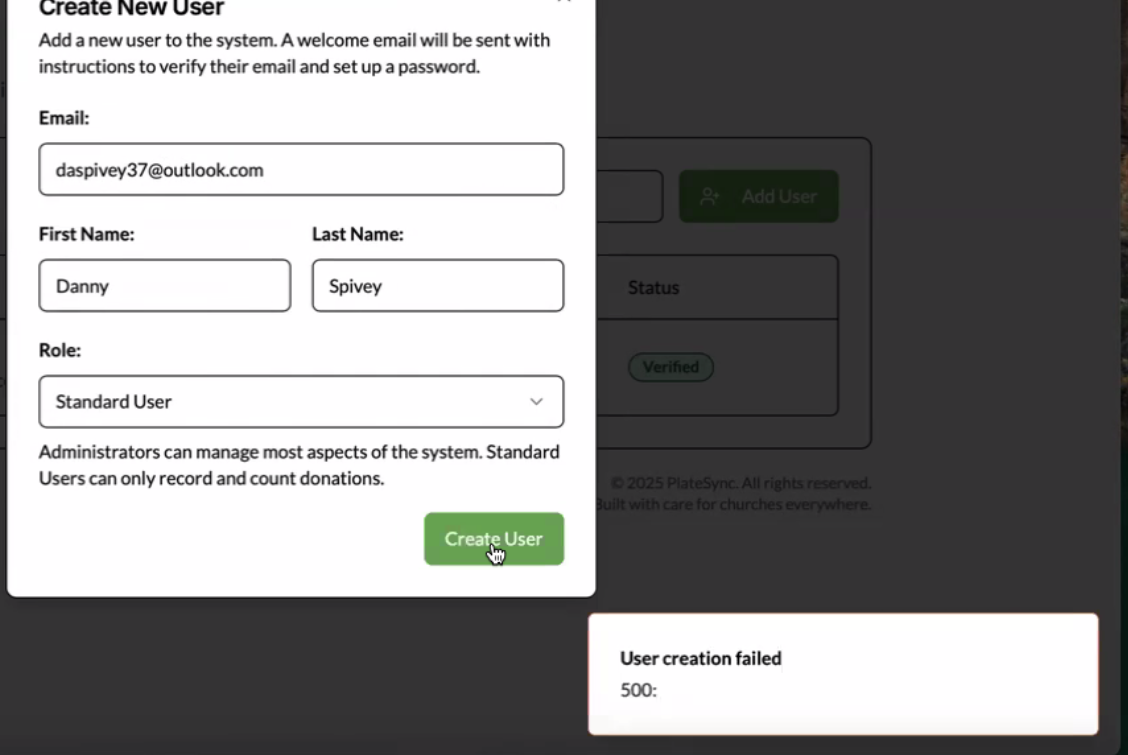 Create New User
Add a new user to the system. A welcome email will be sent with
instructions to verify their email and set up a password.
Email:
daspivey37@outlook.com
Add User
First Name:
Last Name:
Danny
Spivey
Status
Role:
Verified
Standard User
Administrators can manage most aspects of the system. Standard
Users can only record and count donations.
© 2025 PlateSync. All rights reserved.
Built with care for churches everywhere.
Create User
User creation failed
500: